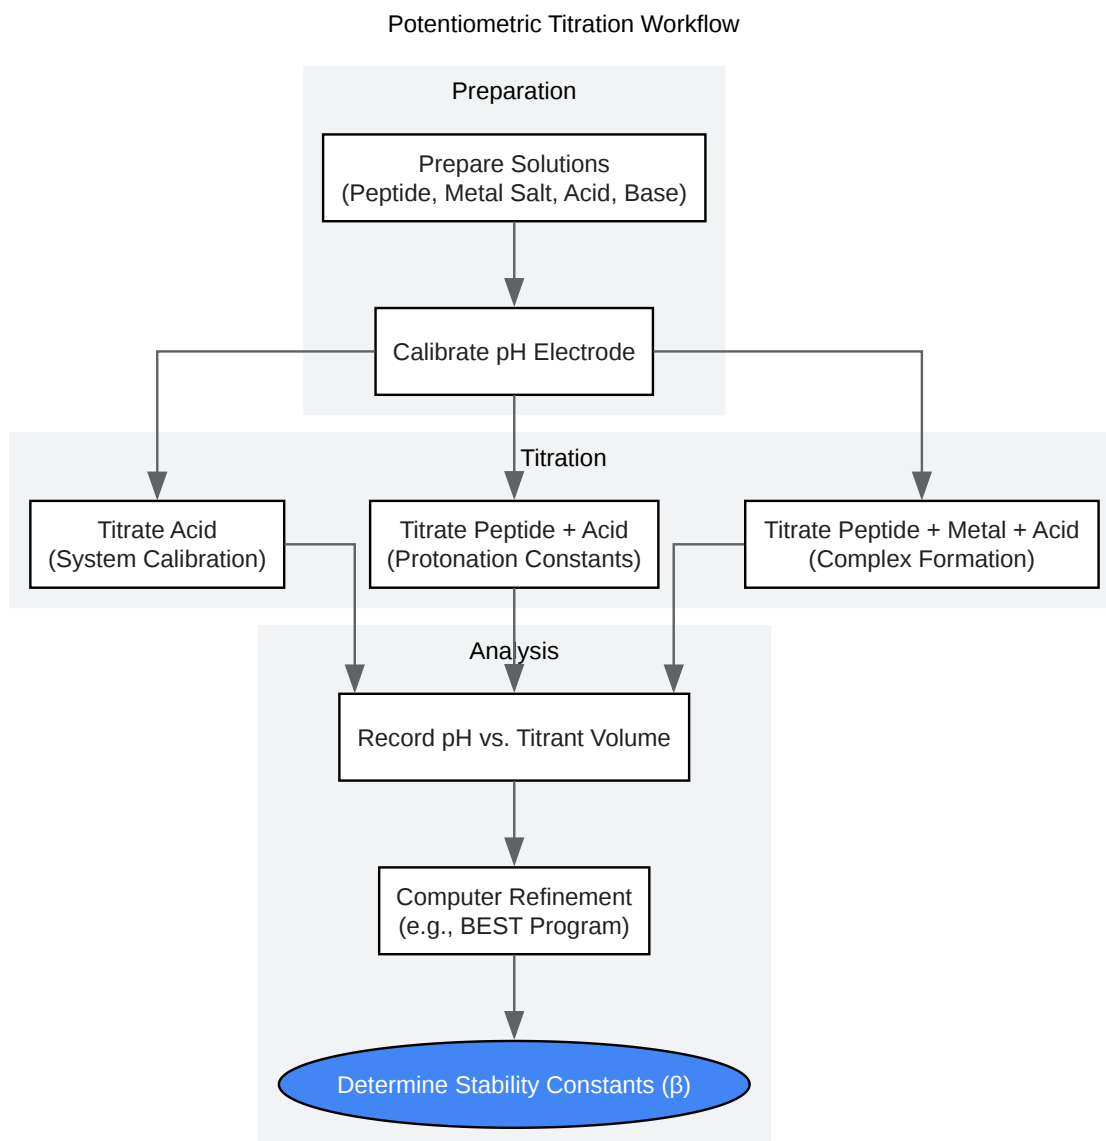 Potentiometric Titration Workflow
Preparation
Prepare Solutions
(Peptide, Metal Salt, Acid, Base)
Calibrate pH Electrode
Titration
Titrate Acid
(System Calibration)
Titrate Peptide + Acid
(Protonation Constants)
Titrate Peptide + Metal + Acid
(Complex Formation)
Analysis
Record pH vs. Titrant Volume
Computer Refinement
(e.g., BEST Program)
Determine Stability Constants (β)